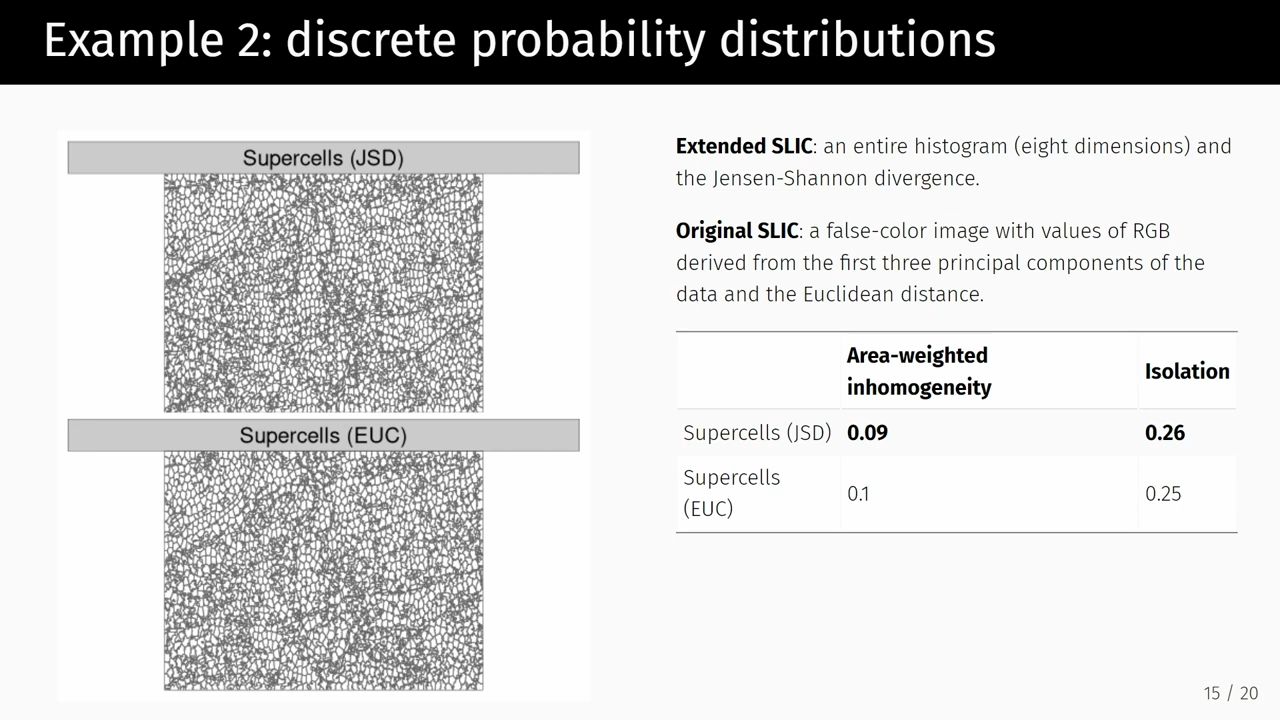 Example 2: discrete probability distributions
Supercells (JSD)
Supercells (EUC)
Extended SLIC: an entire histogram (eight dimensions) and
the Jensen-Shannon divergence.
Original SLIC: a false-color image with values of RGB
derived from the first three principal components of the
data and the Euclidean distance.
Area-weighted
inhomogeneity
Isolation
Supercells (JSD) 0.09 0.26
Supercells
(EUC)
0.1 0.25
15 / 20